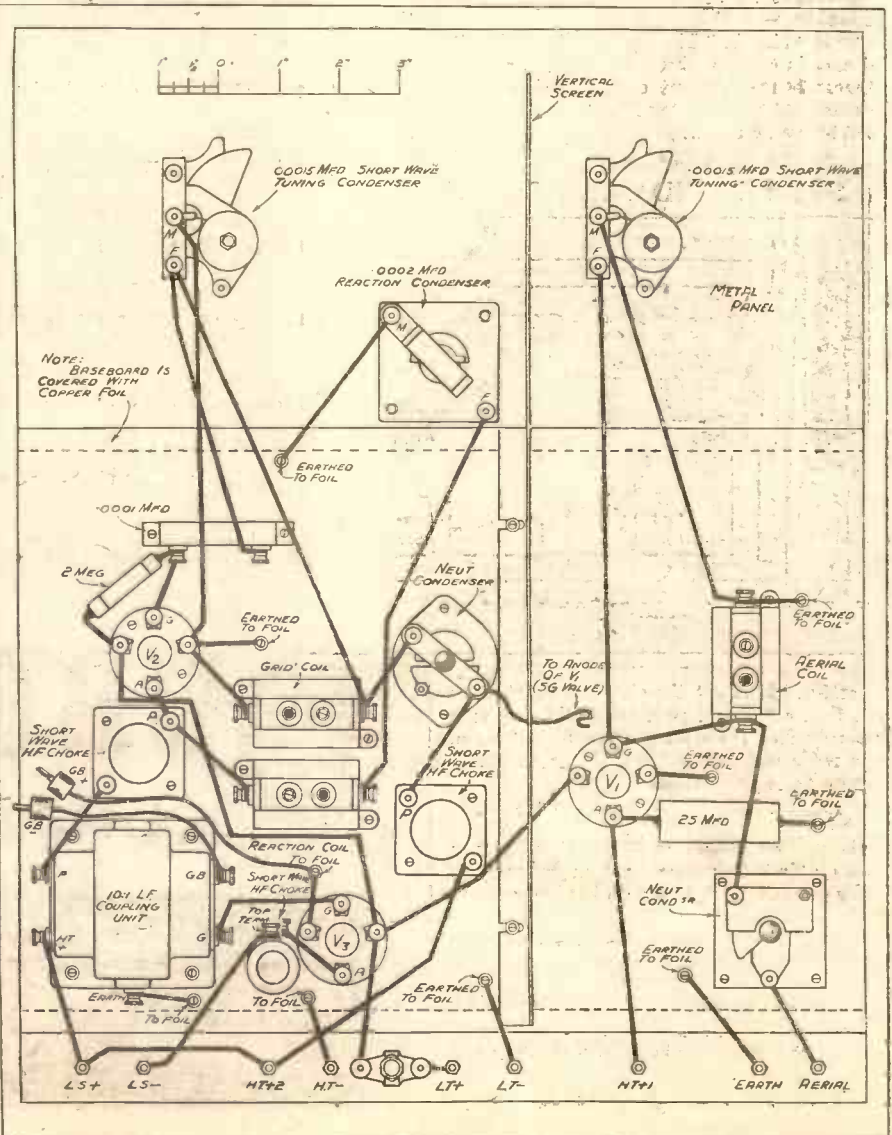 1" ½ 0" 1" 2" 3"
VERTICAL
SCREEN
.00015 MFD SHORT WAVE
TUNING CONDENSER
.00015 MFD SHORT WAVE
TUNING CONDENSER
M
F
M
F
.0002 MFD
REACTION CONDENSER
M
F
METAL
PANEL
NOTE:
BASEBOARD IS
COVERED WITH
COPPER FOIL
EARTHED
TO FOIL
.0001 MFD
2 MEG
NEUT
CONDENSER
G
V2
A
EARTHED
TO FOIL
GRID COIL
EARTHED
TO FOIL
AERIAL
COIL
TO ANODE
OF V1
(SG VALVE)
SHORT
WAVE
HF CHOKE
P
SHORT
WAVE
HF CHOKE
P
G
V1
A
EARTHED
TO FOIL
EARTHED
TO FOIL
.25 MFD
GB
+
GB
-
REACTION COIL
TO FOIL
P
GB
10:1 LF
COUPLING
UNIT
HT
+
G
EARTH
TO FOIL
SHORT WAVE
HF CHOKE
TOP
TERM
G
V3
A
TO FOIL
EARTHED
TO FOIL
NEUT
CONDSR
EARTHED
TO FOIL
LS+ LS- HT+2 HT- LT+ LT- HT+1 EARTH AERIAL